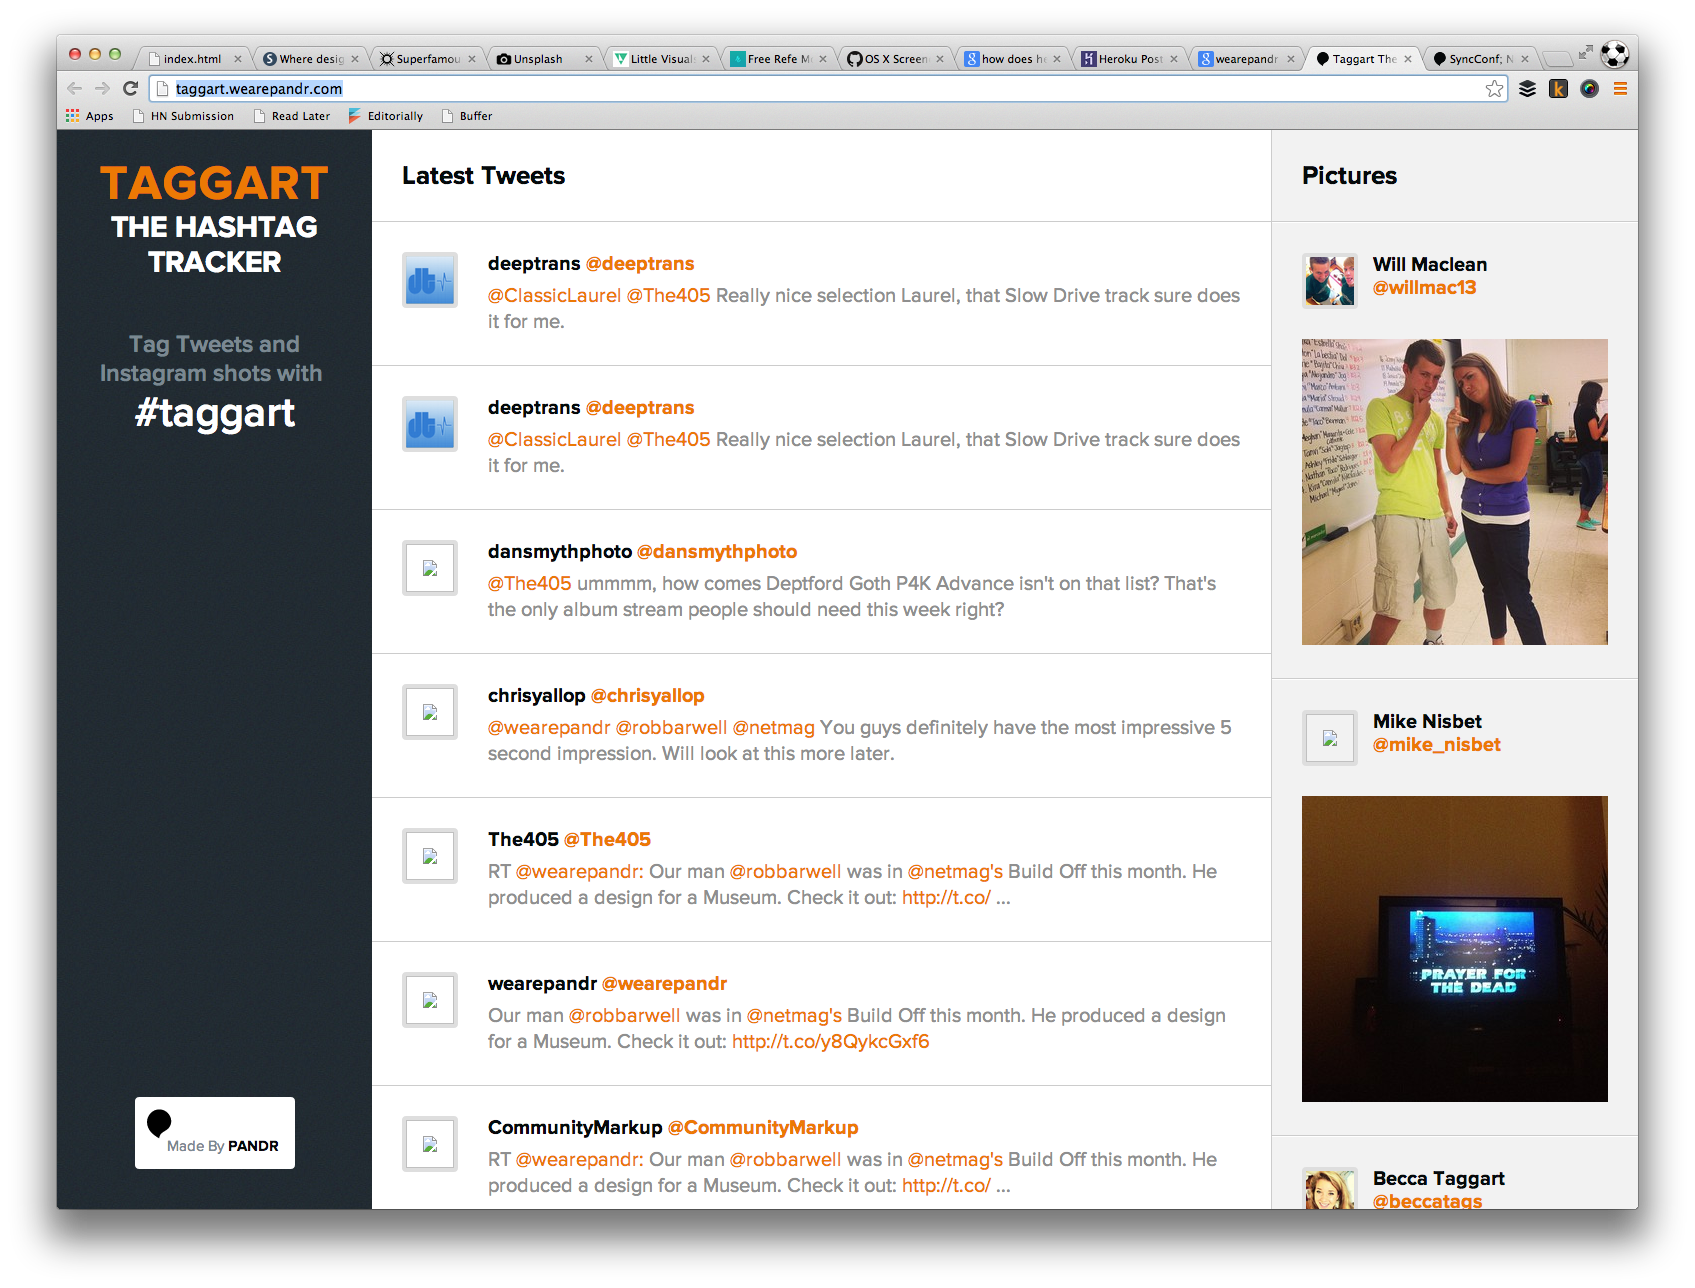 index.html
Where desig
Superfamou
Unsplash
Little Visual
Free Refe M
OS X Screen
how does he
Heroku Post
wearepandr
Taggart The
SyncConf; N
taggart.wearepandr.com
Apps
HN Submission
Read Later
Editorially
Buffer
TAGGART
THE HASHTAG
TRACKER
Tag Tweets and
Instagram shots with
#taggart
Made By PANDR
Latest Tweets
deeptrans @deeptrans
@ClassicLaurel @The405 Really nice selection Laurel, that Slow Drive track sure does
it for me.
deeptrans @deeptrans
@ClassicLaurel @The405 Really nice selection Laurel, that Slow Drive track sure does
it for me.
dansmythphoto @dansmythphoto
@The405 ummmm, how comes Deptford Goth P4K Advance isn't on that list? That's
the only album stream people should need this week right?
chrisyallop @chrisyallop
@wearepandr @robbarwell @netmag You guys definitely have the most impressive 5
second impression. Will look at this more later.
The405 @The405
RT @wearepandr: Our man @robbarwell was in @netmag's Build Off this month. He
produced a design for a Museum. Check it out: http://t.co/ ...
wearepandr @wearepandr
Our man @robbarwell was in @netmag's Build Off this month. He produced a design
for a Museum. Check it out: http://t.co/y8QykcGxf6
CommunityMarkup @CommunityMarkup
RT @wearepandr: Our man @robbarwell was in @netmag's Build Off this month. He
produced a design for a Museum. Check it out: http://t.co/ ...
Pictures
Will Maclean
@willmac13
Mike Nisbet
@mike_nisbet
PRAYER FOR
THE DEAD
Becca Taggart
@beccatags